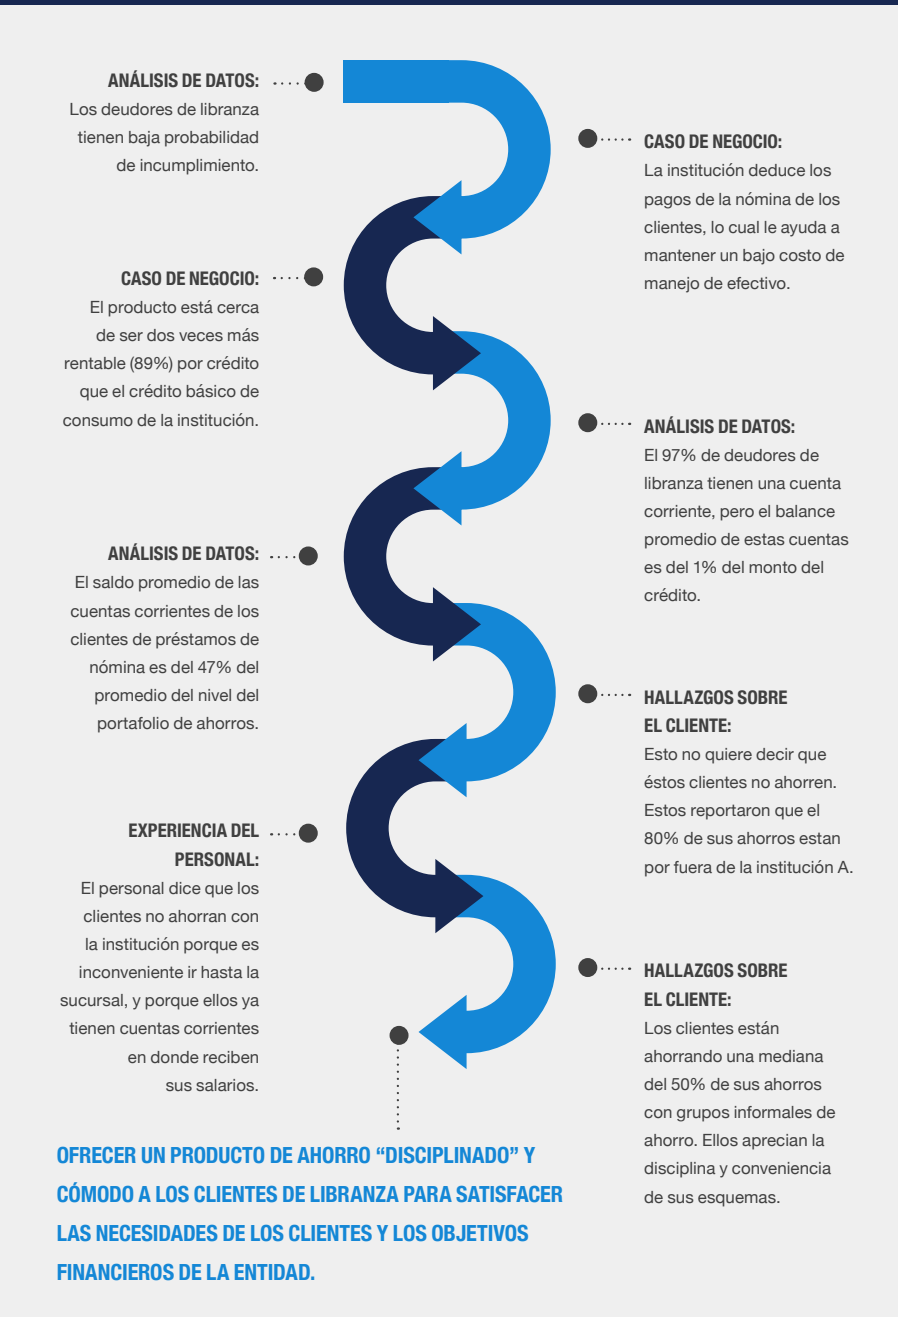 ANÁLISIS DE DATOS:
Los deudores de libranza
tienen baja probabilidad
de incumplimiento.
CASO DE NEGOCIO:
La institución deduce los
pagos de la nómina de los
clientes, lo cual le ayuda a
mantener un bajo costo de
manejo de efectivo.
CASO DE NEGOCIO:
El producto está cerca
de ser dos veces más
rentable (89%) por crédito
que el crédito básico de
consumo de la institución.
ANÁLISIS DE DATOS:
El 97% de deudores de
libranza tienen una cuenta
corriente, pero el balance
promedio de estas cuentas
es del 1% del monto del
crédito.
ANÁLISIS DE DATOS:
El saldo promedio de las
cuentas corrientes de los
clientes de préstamos de
nómina es del 47% del
promedio del nivel del
portafolio de ahorros.
HALLAZGOS SOBRE
EL CLIENTE:
Esto no quiere decir que
éstos clientes no ahorren.
Estos reportaron que el
80% de sus ahorros estan
por fuera de la institución A.
EXPERIENCIA DEL
PERSONAL:
El personal dice que los
clientes no ahorran con
la institución porque es
inconveniente ir hasta la
sucursal, y porque ellos ya
tienen cuentas corrientes
en donde reciben
sus salarios.
HALLAZGOS SOBRE
EL CLIENTE:
Los clientes están
ahorrando una mediana
del 50% de sus ahorros
con grupos informales de
ahorro. Ellos aprecian la
disciplina y conveniencia
de sus esquemas.
OFRECER UN PRODUCTO DE AHORRO “DISCIPLINADO” Y
CÓMODO A LOS CLIENTES DE LIBRANZA PARA SATISFACER
LAS NECESIDADES DE LOS CLIENTES Y LOS OBJETIVOS
FINANCIEROS DE LA ENTIDAD.